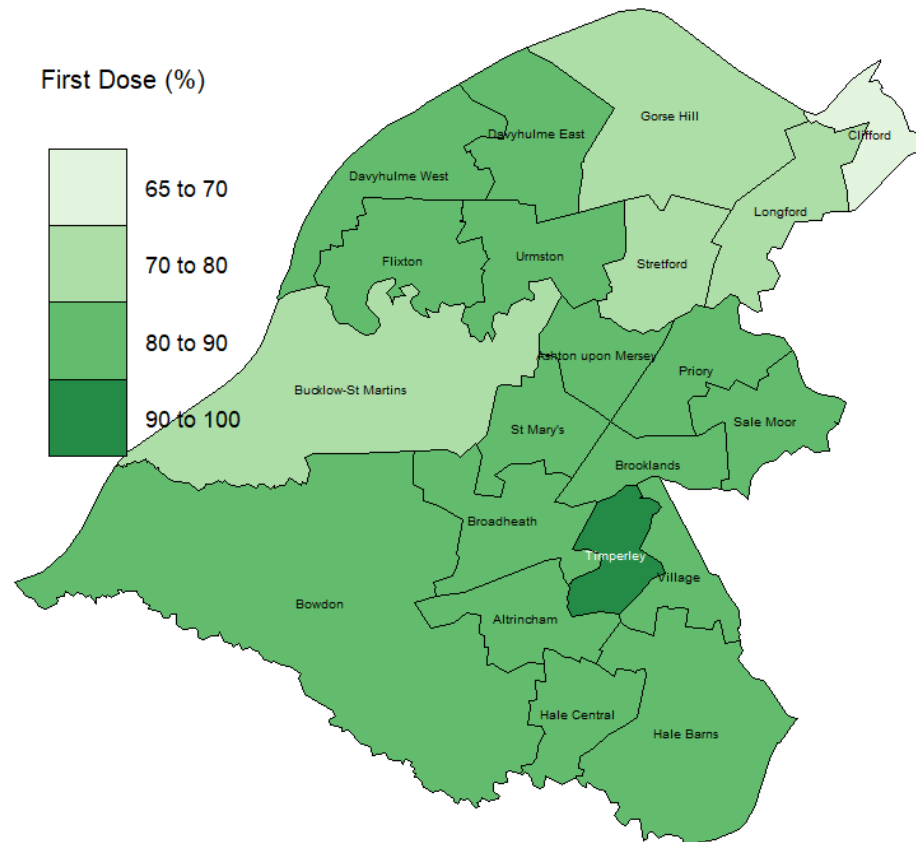 First Dose (%)
65 to 70
70 to 80
80 to 90
90 to 100
Gorse Hill
Clifford
Davyhulme East
Davyhulme West
Longford
Flixton
Urmston
Stretford
Ashton upon Mersey
Priory
Bucklow-St Martins
St Mary's
Sale Moor
Brooklands
Broadheath
Timperley
Village
Bowdon
Altrincham
Hale Central
Hale Barns